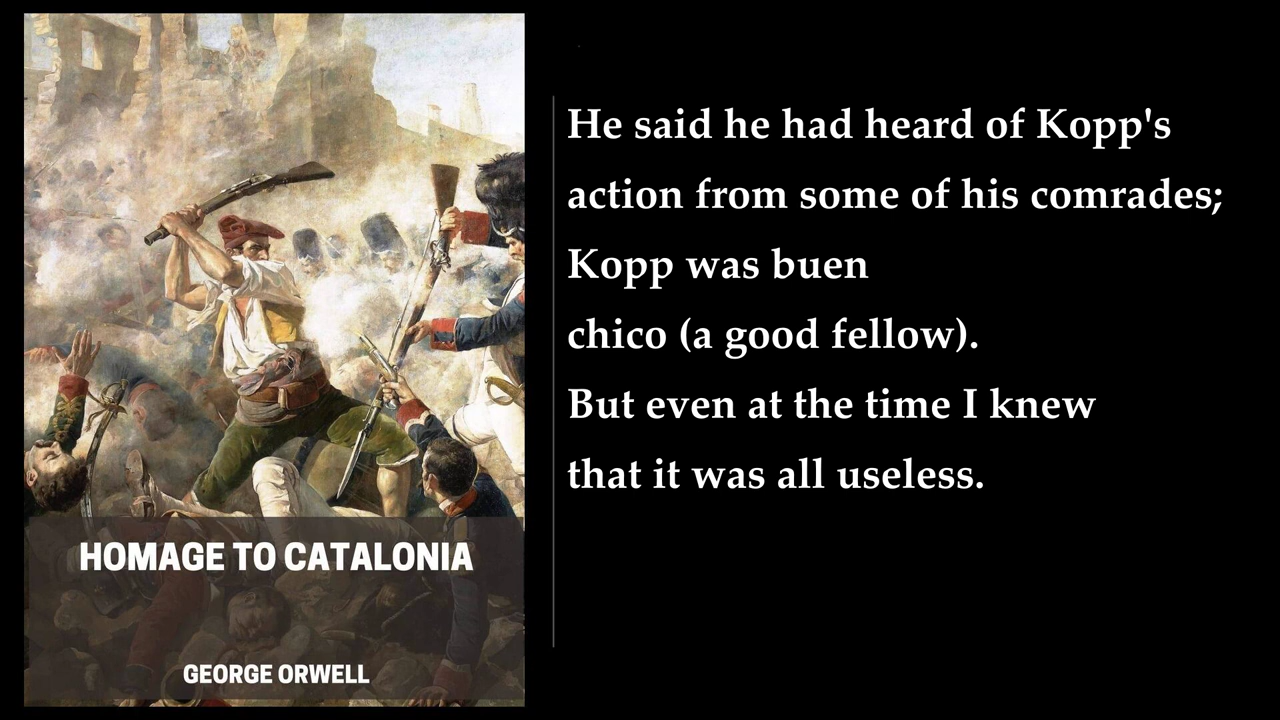 He said he had heard of Kopp's
action from some of his comrades;
Kopp was buen
chico (a good fellow).
But even at the time I knew
that it was all useless.
HOMAGE TO CATALONIA
GEORGE ORWELL